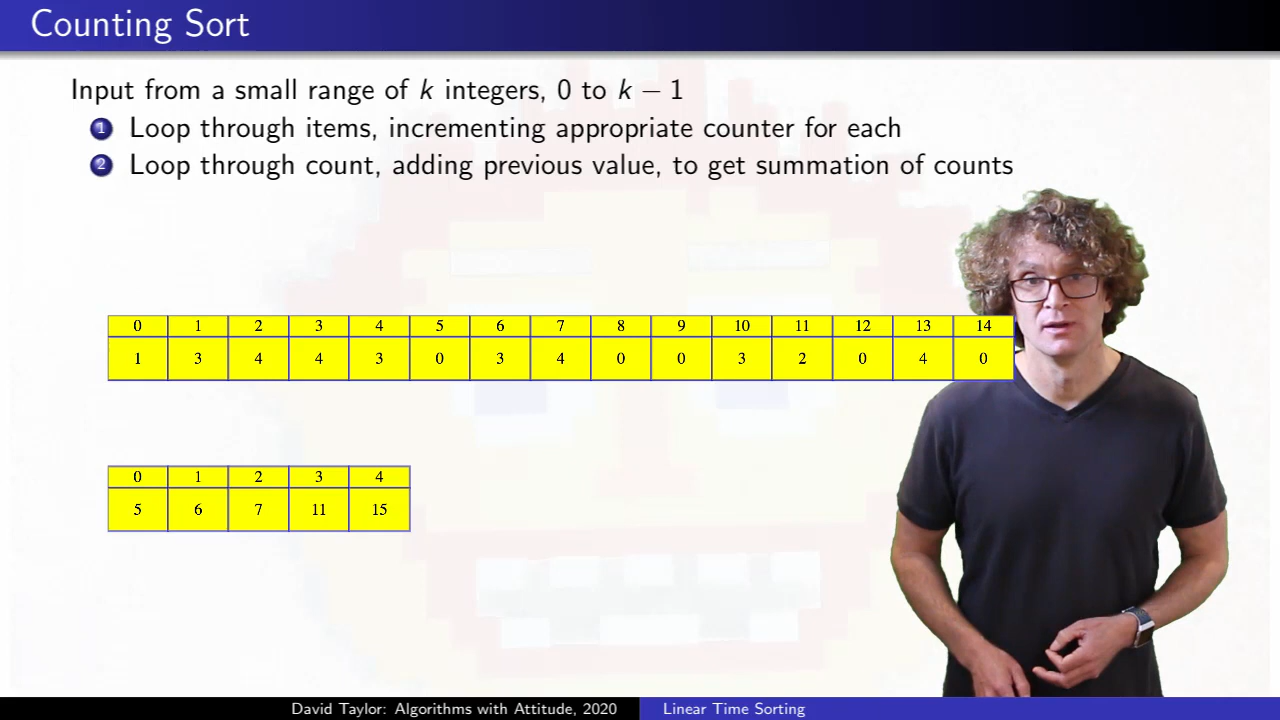 Counting Sort
Input from a small range of k integers, 0 to k − 1
1 Loop through items, incrementing appropriate counter for each
2 Loop through count, adding previous value, to get summation of counts
0 1 2 3 4 5 6 7 8 9 10 11 12 13 14
1 3 4 4 3 0 3 4 0 0 3 2 0 4 0
0 1 2 3 4
5 6 7 11 15
David Taylor: Algorithms with Attitude, 2020 Linear Time Sorting